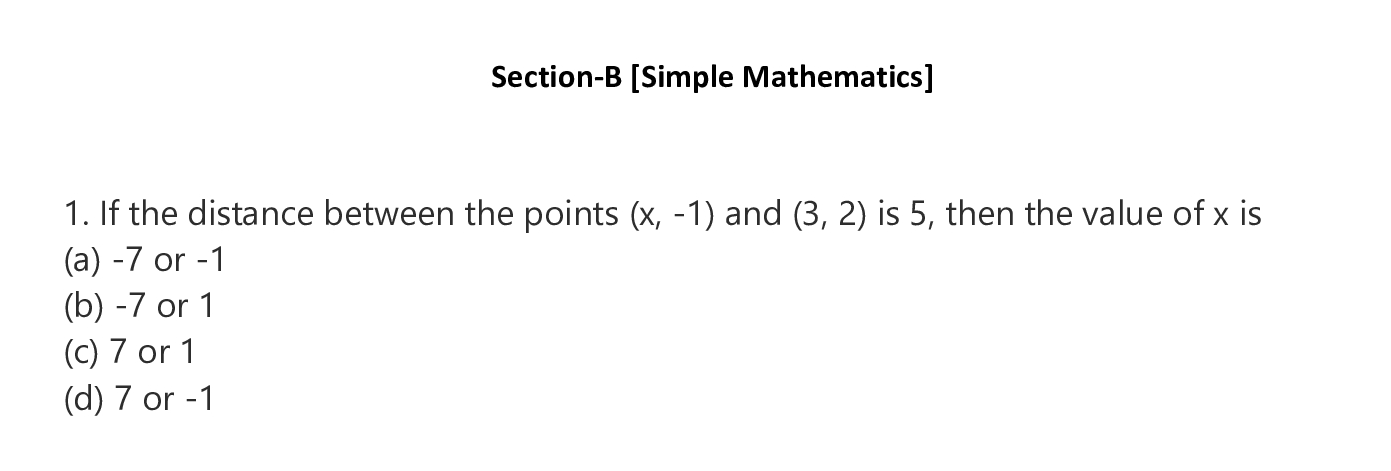 Section-B [Simple Mathematics]
1. If the distance between the points (x, -1) and (3, 2) is 5, then the value of x is
(a) -7 or -1
(b) -7 or 1
(c) 7 or 1
(d) 7 or -1